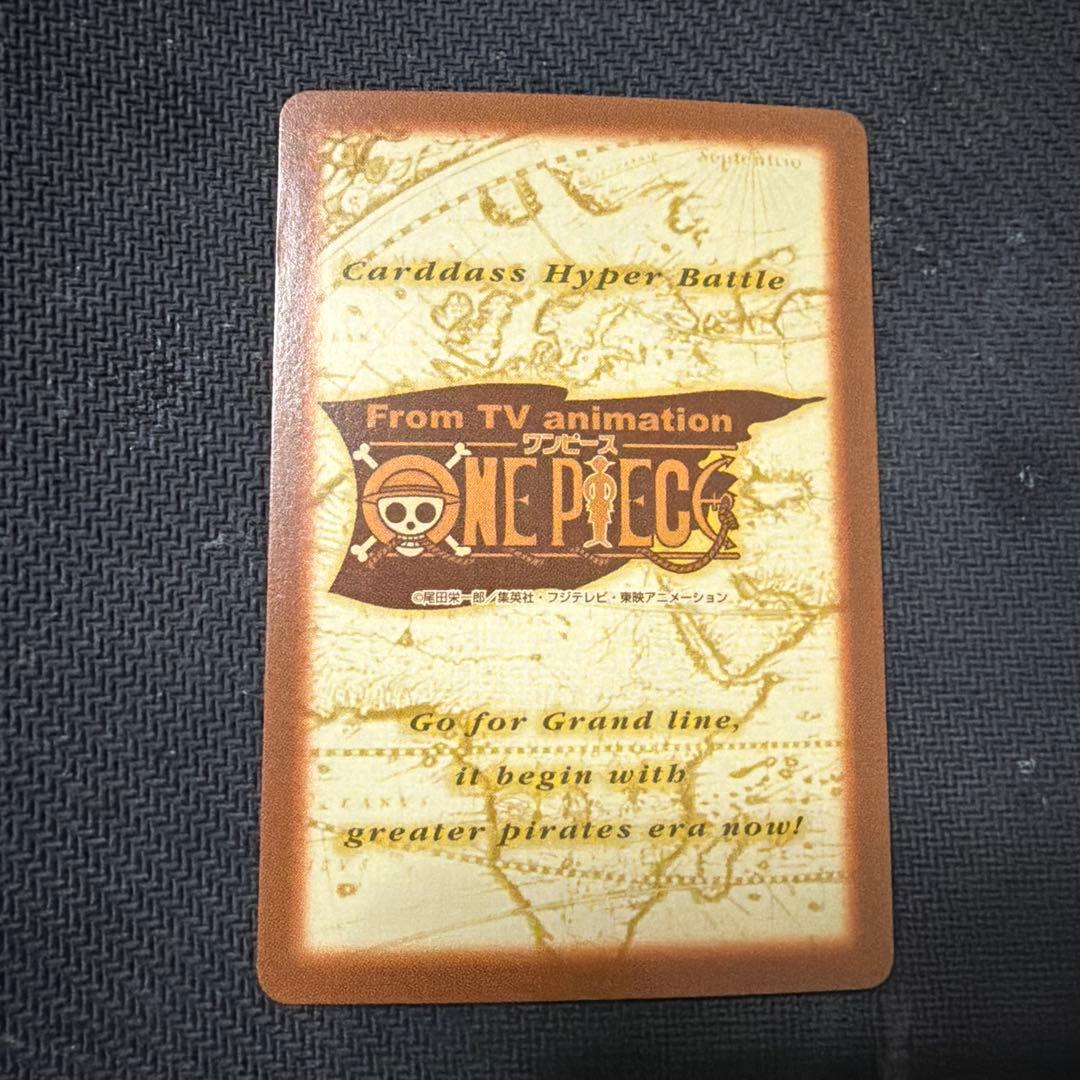 Septentrio
Carddass Hyper Battle
From TV animation
ワンピース
ONE PIECE
©尾田栄一郎／集英社・フジテレビ・東映アニメーション
Go for Grand line,
it begin with
greater pirates era now!